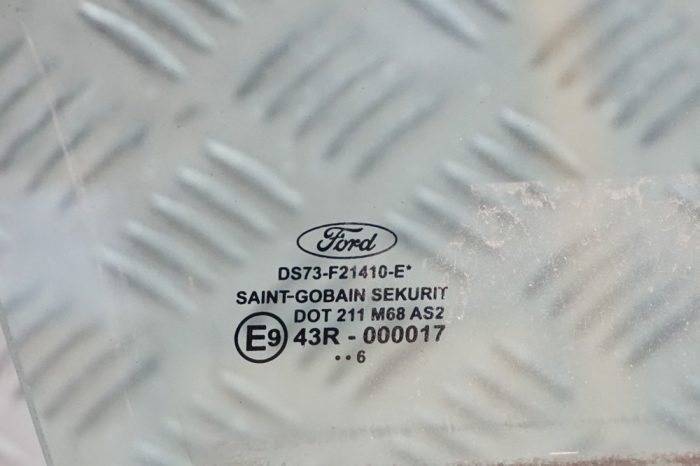 Ford
DS73-F21410-E*
SAINT-GOBAIN SEKURIT
DOT 211 M68 AS2
E9 43R - 000017
••6